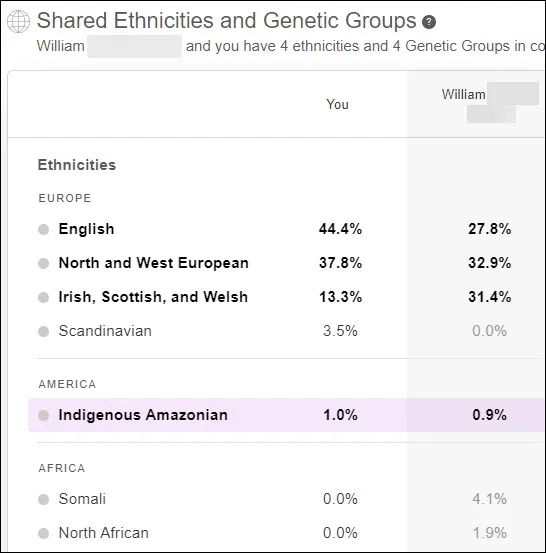 Shared Ethnicities and Genetic Groups ?
William and you have 4 ethnicities and 4 Genetic Groups in co
You
William
Ethnicities
EUROPE
English 44.4% 27.8%
North and West European 37.8% 32.9%
Irish, Scottish, and Welsh 13.3% 31.4%
Scandinavian 3.5% 0.0%
AMERICA
Indigenous Amazonian 1.0% 0.9%
AFRICA
Somali 0.0% 4.1%
North African 0.0% 1.9%